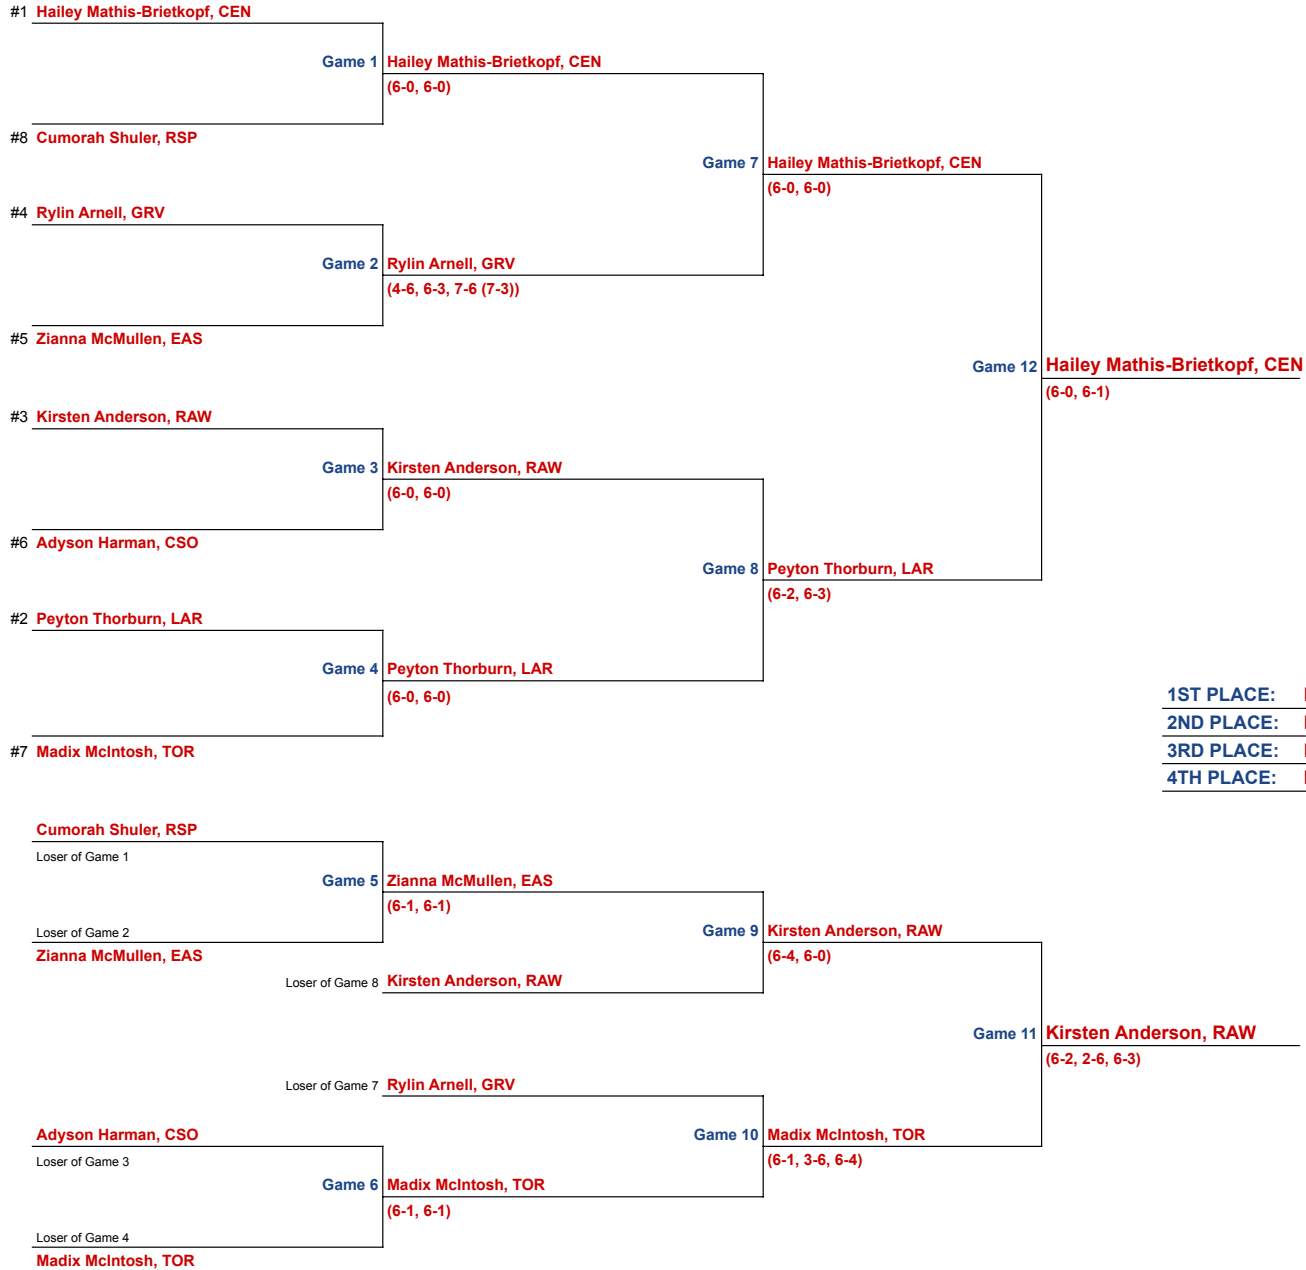 #1 Hailey Mathis-Brietkopf, CEN
Game 1 Hailey Mathis-Brietkopf, CEN
(6-0, 6-0)
#8 Cumorah Shuler, RSP
Game 7 Hailey Mathis-Brietkopf, CEN
(6-0, 6-0)
#4 Rylin Arnell, GRV
Game 2 Rylin Arnell, GRV
(4-6, 6-3, 7-6 (7-3))
#5 Zianna McMullen, EAS
Game 12 Hailey Mathis-Brietkopf, CEN
(6-0, 6-1)
#3 Kirsten Anderson, RAW
Game 3 Kirsten Anderson, RAW
(6-0, 6-0)
#6 Adyson Harman, CSO
Game 8 Peyton Thorburn, LAR
(6-2, 6-3)
#2 Peyton Thorburn, LAR
Game 4 Peyton Thorburn, LAR
(6-0, 6-0)
#7 Madix McIntosh, TOR
1ST PLACE:
2ND PLACE:
3RD PLACE:
4TH PLACE:
Cumorah Shuler, RSP
Loser of Game 1
Game 5 Zianna McMullen, EAS
(6-1, 6-1)
Loser of Game 2
Zianna McMullen, EAS
Game 9 Kirsten Anderson, RAW
(6-4, 6-0)
Loser of Game 8 Kirsten Anderson, RAW
Game 11 Kirsten Anderson, RAW
(6-2, 2-6, 6-3)
Loser of Game 7 Rylin Arnell, GRV
Adyson Harman, CSO
Loser of Game 3
Game 10 Madix McIntosh, TOR
(6-1, 3-6, 6-4)
Game 6 Madix McIntosh, TOR
(6-1, 6-1)
Loser of Game 4
Madix McIntosh, TOR